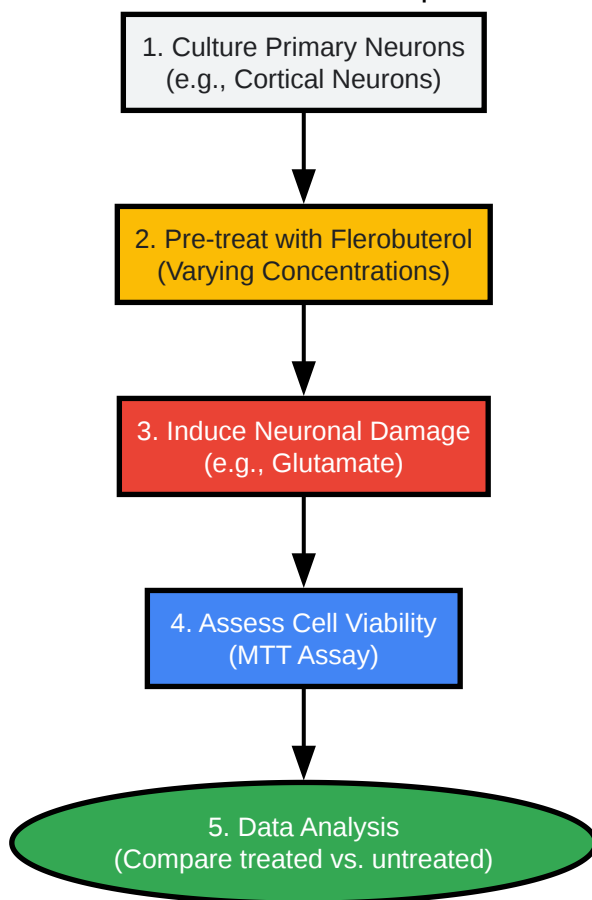 1. Culture Primary Neurons
(e.g., Cortical Neurons)
2. Pre-treat with Flerobuterol
(Varying Concentrations)
3. Induce Neuronal Damage
(e.g., Glutamate)
4. Assess Cell Viability
(MTT Assay)
5. Data Analysis
(Compare treated vs. untreated)